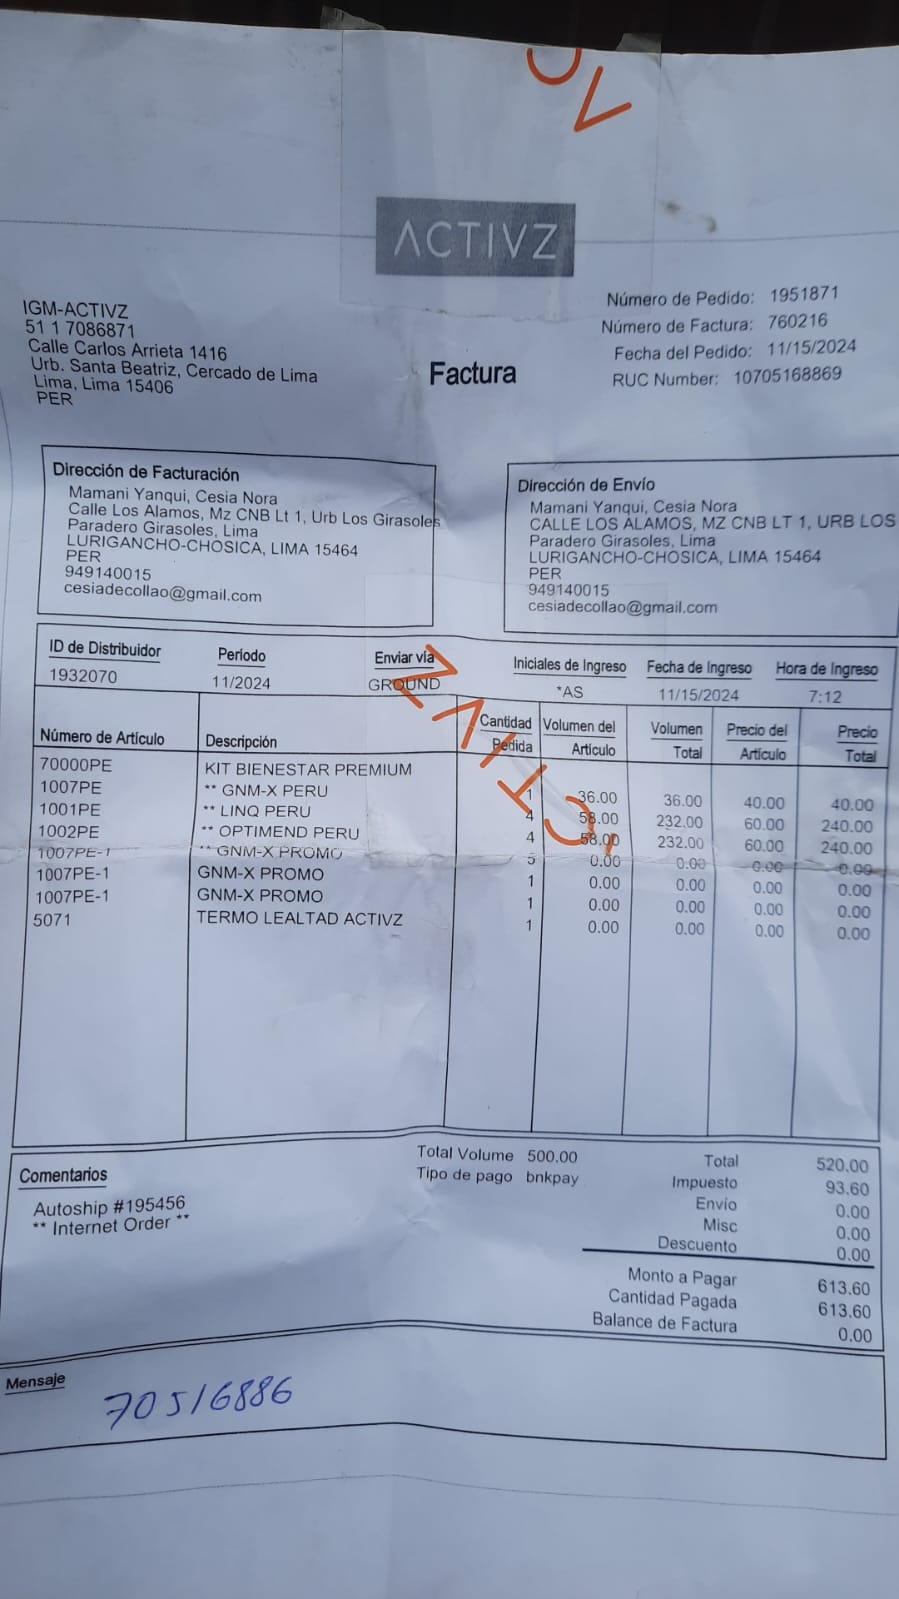 ACTIVZ
IGM-ACTIVZ
51 1 7086871
Calle Carlos Arrieta 1416
Urb. Santa Beatriz, Cercado de Lima
Lima, Lima 15406
PER
Factura
Número de Pedido: 1951871
Número de Factura: 760216
Fecha del Pedido: 11/15/2024
RUC Number: 10705168869
Dirección de Facturación
Mamani Yanqui, Cesia Nora
Calle Los Alamos, Mz CNB Lt 1, Urb Los Girasoles
Paradero Girasoles, Lima
LURIGANCHO-CHOSICA, LIMA 15464
PER
949140015
cesiadecollao@gmail.com
Dirección de Envío
Mamani Yanqui, Cesia Nora
CALLE LOS ALAMOS, MZ CNB LT 1, URB LOS
Paradero Girasoles, Lima
LURIGANCHO-CHOSICA, LIMA 15464
PER
949140015
cesiadecollao@gmail.com
ID de Distribuidor Periodo Enviar vía Iniciales de Ingreso Fecha de Ingreso Hora de Ingreso
1932070 11/2024 GROUND *AS 11/15/2024 7:12
Número de Artículo Descripción Cantidad Pedida Volumen del Artículo Volumen Total Precio del Artículo Precio Total
70000PE KIT BIENESTAR PREMIUM
1007PE ** GNM-X PERU 1 36.00 36.00 40.00 40.00
1001PE ** LINQ PERU 4 58.00 232.00 60.00 240.00
1002PE ** OPTIMEND PERU 4 58.00 232.00 60.00 240.00
1007PE-1 ** GNM-X PROMO 5 0.00 0.00 0.00 0.00
1007PE-1 GNM-X PROMO 1 0.00 0.00 0.00 0.00
1007PE-1 GNM-X PROMO 1 0.00 0.00 0.00 0.00
5071 TERMO LEALTAD ACTIVZ 1 0.00 0.00 0.00 0.00
Comentarios
Autoship #195456
** Internet Order **
Total Volume 500.00
Tipo de pago bnkpay
Total 520.00
Impuesto 93.60
Envío 0.00
Misc 0.00
Descuento 0.00
Monto a Pagar 613.60
Cantidad Pagada 613.60
Balance de Factura 0.00
Mensaje
70516886